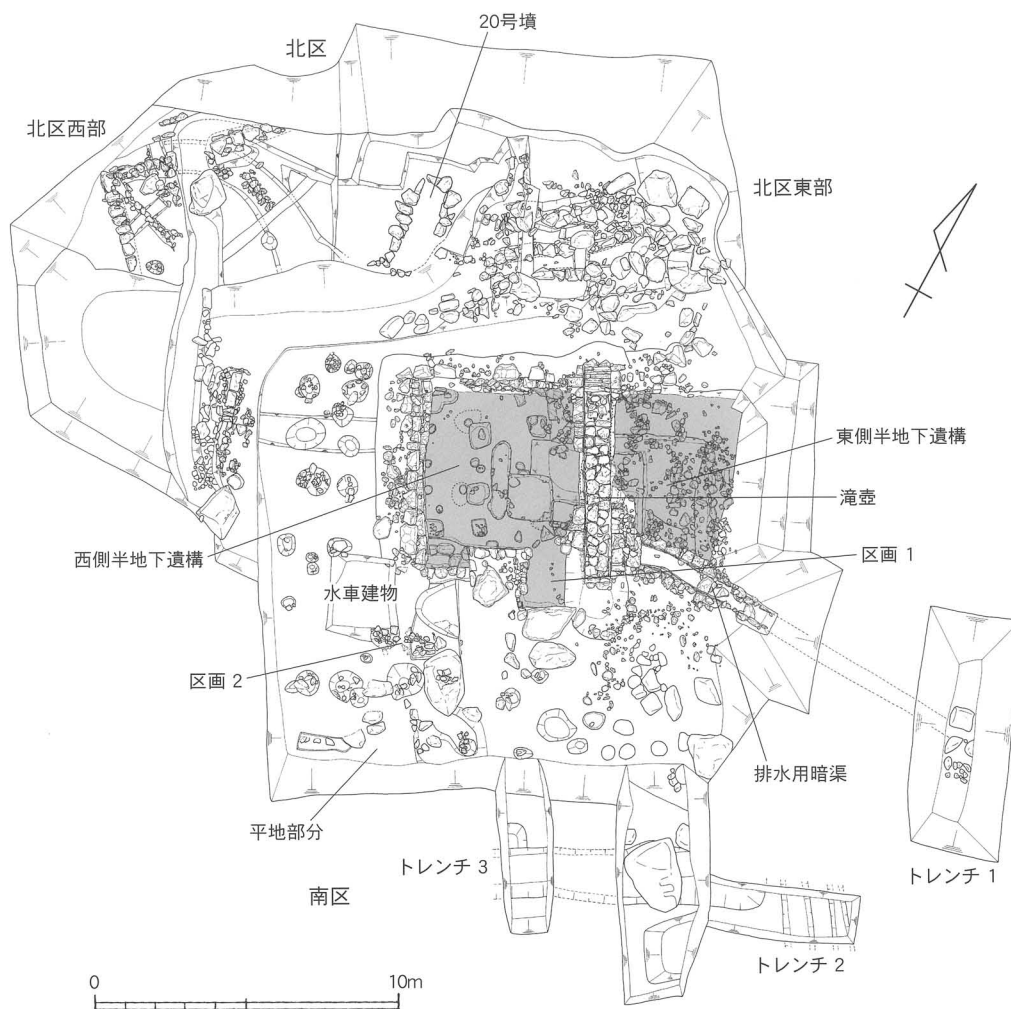 20号墳
北区
北区西部
北区東部
東側半地下遺構
滝壺
西側半地下遺構
区画 1
水車建物
区画 2
排水用暗渠
平地部分
トレンチ 3
トレンチ 1
南区
トレンチ 2
0
10m